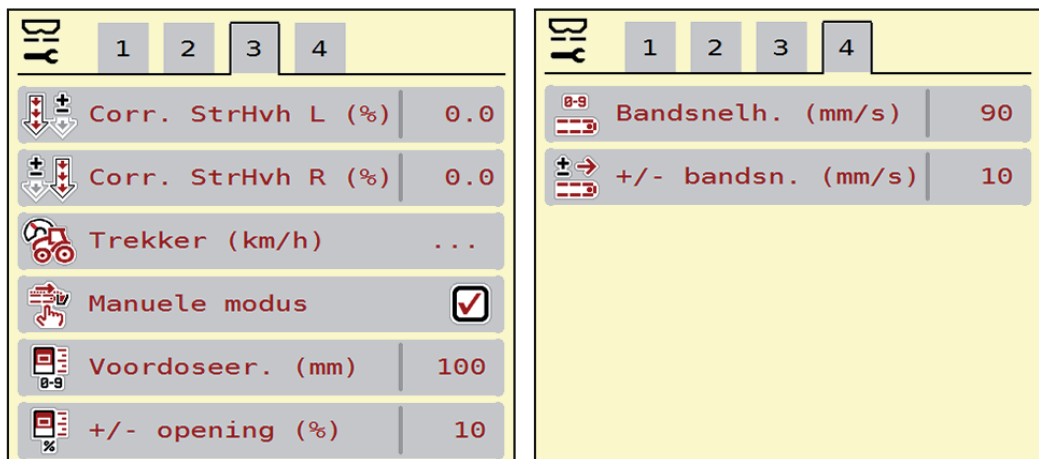 1 2 3 4
Corr. StrHvh L (%) 0.0
Corr. StrHvh R (%) 0.0
Trekker (km/h) ...
Manuele modus
0-9
Voordoseer. (mm) 100
%
+/- opening (%) 10
1 2 3 4
0-9
Bandsnelh. (mm/s) 90
+/- bandsn. (mm/s) 10